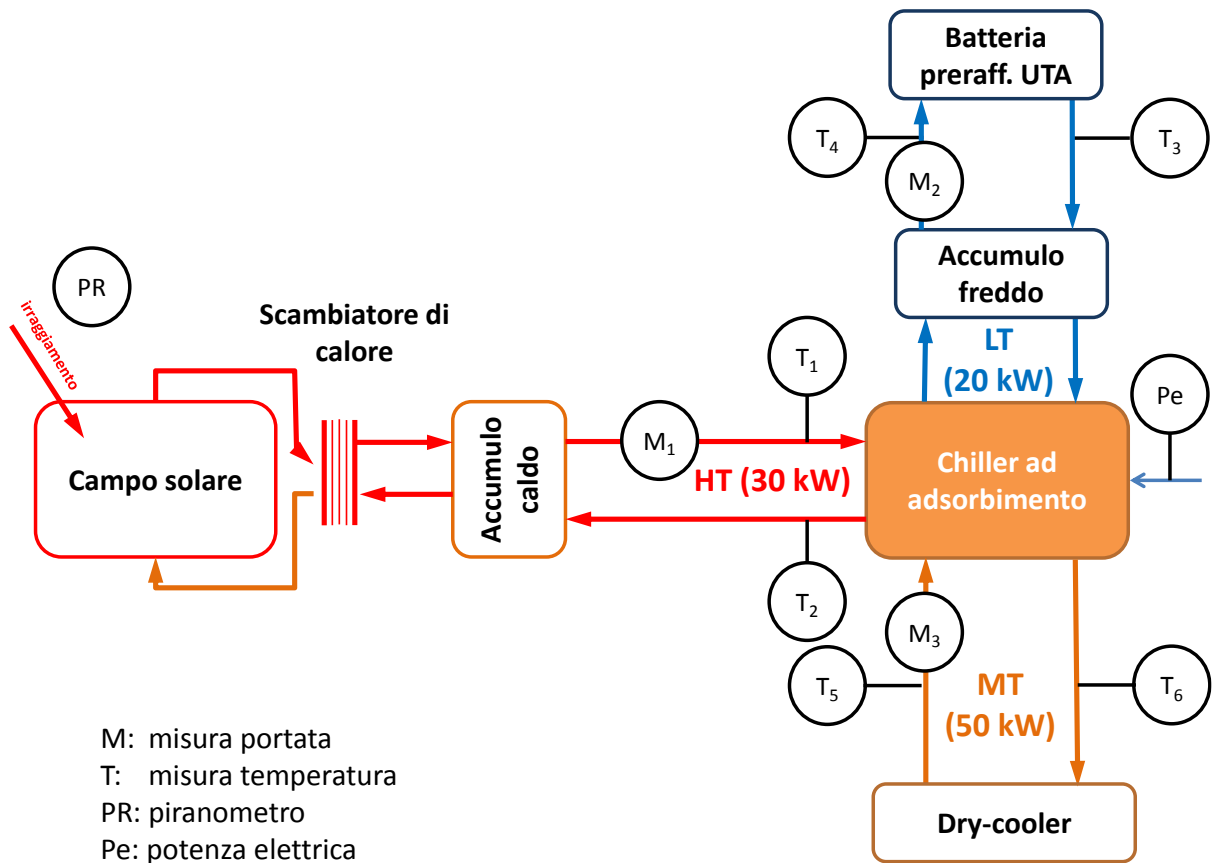 Batteria
preraff. UTA
T4
T3
M2
PR
irraggiamento
Scambiatore di
calore
Accumulo
freddo
LT
(20 kW)
T1
Pe
Campo solare
Accumulo
caldo
M1
HT (30 kW)
Chiller ad
adsorbimento
T2
M3
T5
MT
(50 kW)
T6
M: misura portata
T: misura temperatura
PR: piranometro
Pe: potenza elettrica
Dry-cooler